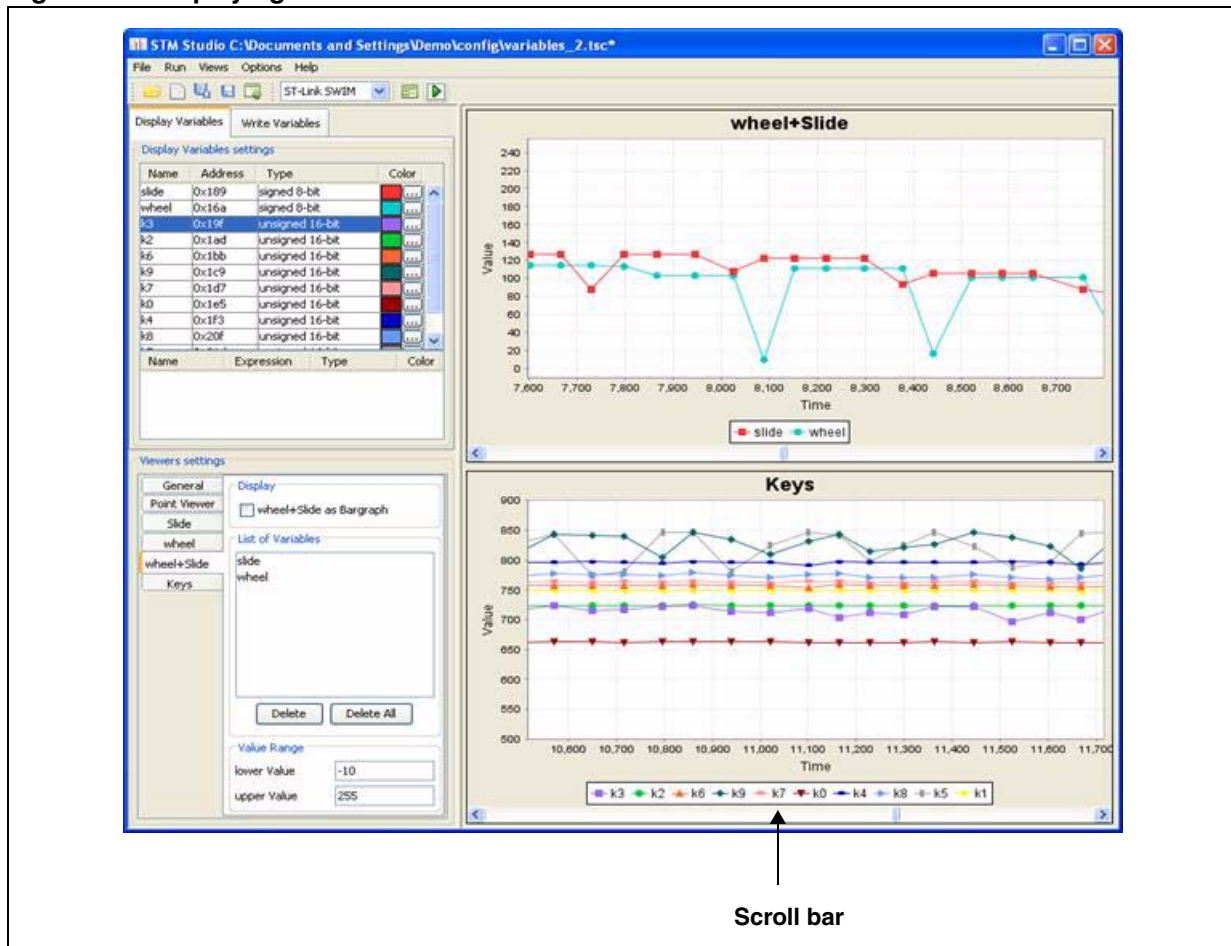 STM Studio C:\Documents and Settings\Demo\config\variables_2.tsc*
File Run Views Options Help
ST-Link SWIM
Display Variables Write Variables
Display Variables settings
Name Address Type Color
slide 0x189 signed 8-bit ...
wheel 0x16a signed 8-bit ...
k3 0x19f unsigned 16-bit ...
k2 0x1ad unsigned 16-bit ...
k6 0x1bb unsigned 16-bit ...
k9 0x1c9 unsigned 16-bit ...
k7 0x1d7 unsigned 16-bit ...
k0 0x1e5 unsigned 16-bit ...
k4 0x1f3 unsigned 16-bit ...
k8 0x20f unsigned 16-bit ...
Name Expression Type Color
Viewers settings
General
Point Viewer
Slide
wheel
wheel+Slide
Keys
Display
wheel+Slide as Bargraph
List of Variables
slide
wheel
Delete Delete All
Value Range
lower Value -10
upper Value 255
wheel+Slide
240
220
200
180
160
140
120
100
80
60
40
20
0
Value
7,600 7,700 7,800 7,900 8,000 8,100 8,200 8,300 8,400 8,500 8,600 8,700
Time
slide wheel
Keys
900
850
800
750
700
650
600
550
500
Value
10,600 10,700 10,800 10,900 11,000 11,100 11,200 11,300 11,400 11,500 11,600 11,700
Time
k3 k2 k6 k9 k7 k0 k4 k8 k5 k1
Scroll bar